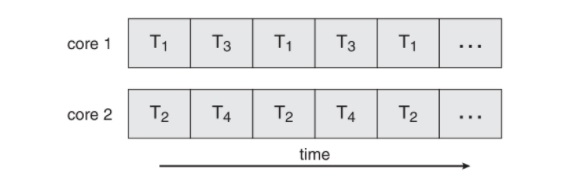 core 1 T₁ T₃ T₁ T₃ T₁ ...
core 2 T₂ T₄ T₂ T₄ T₂ ...
time